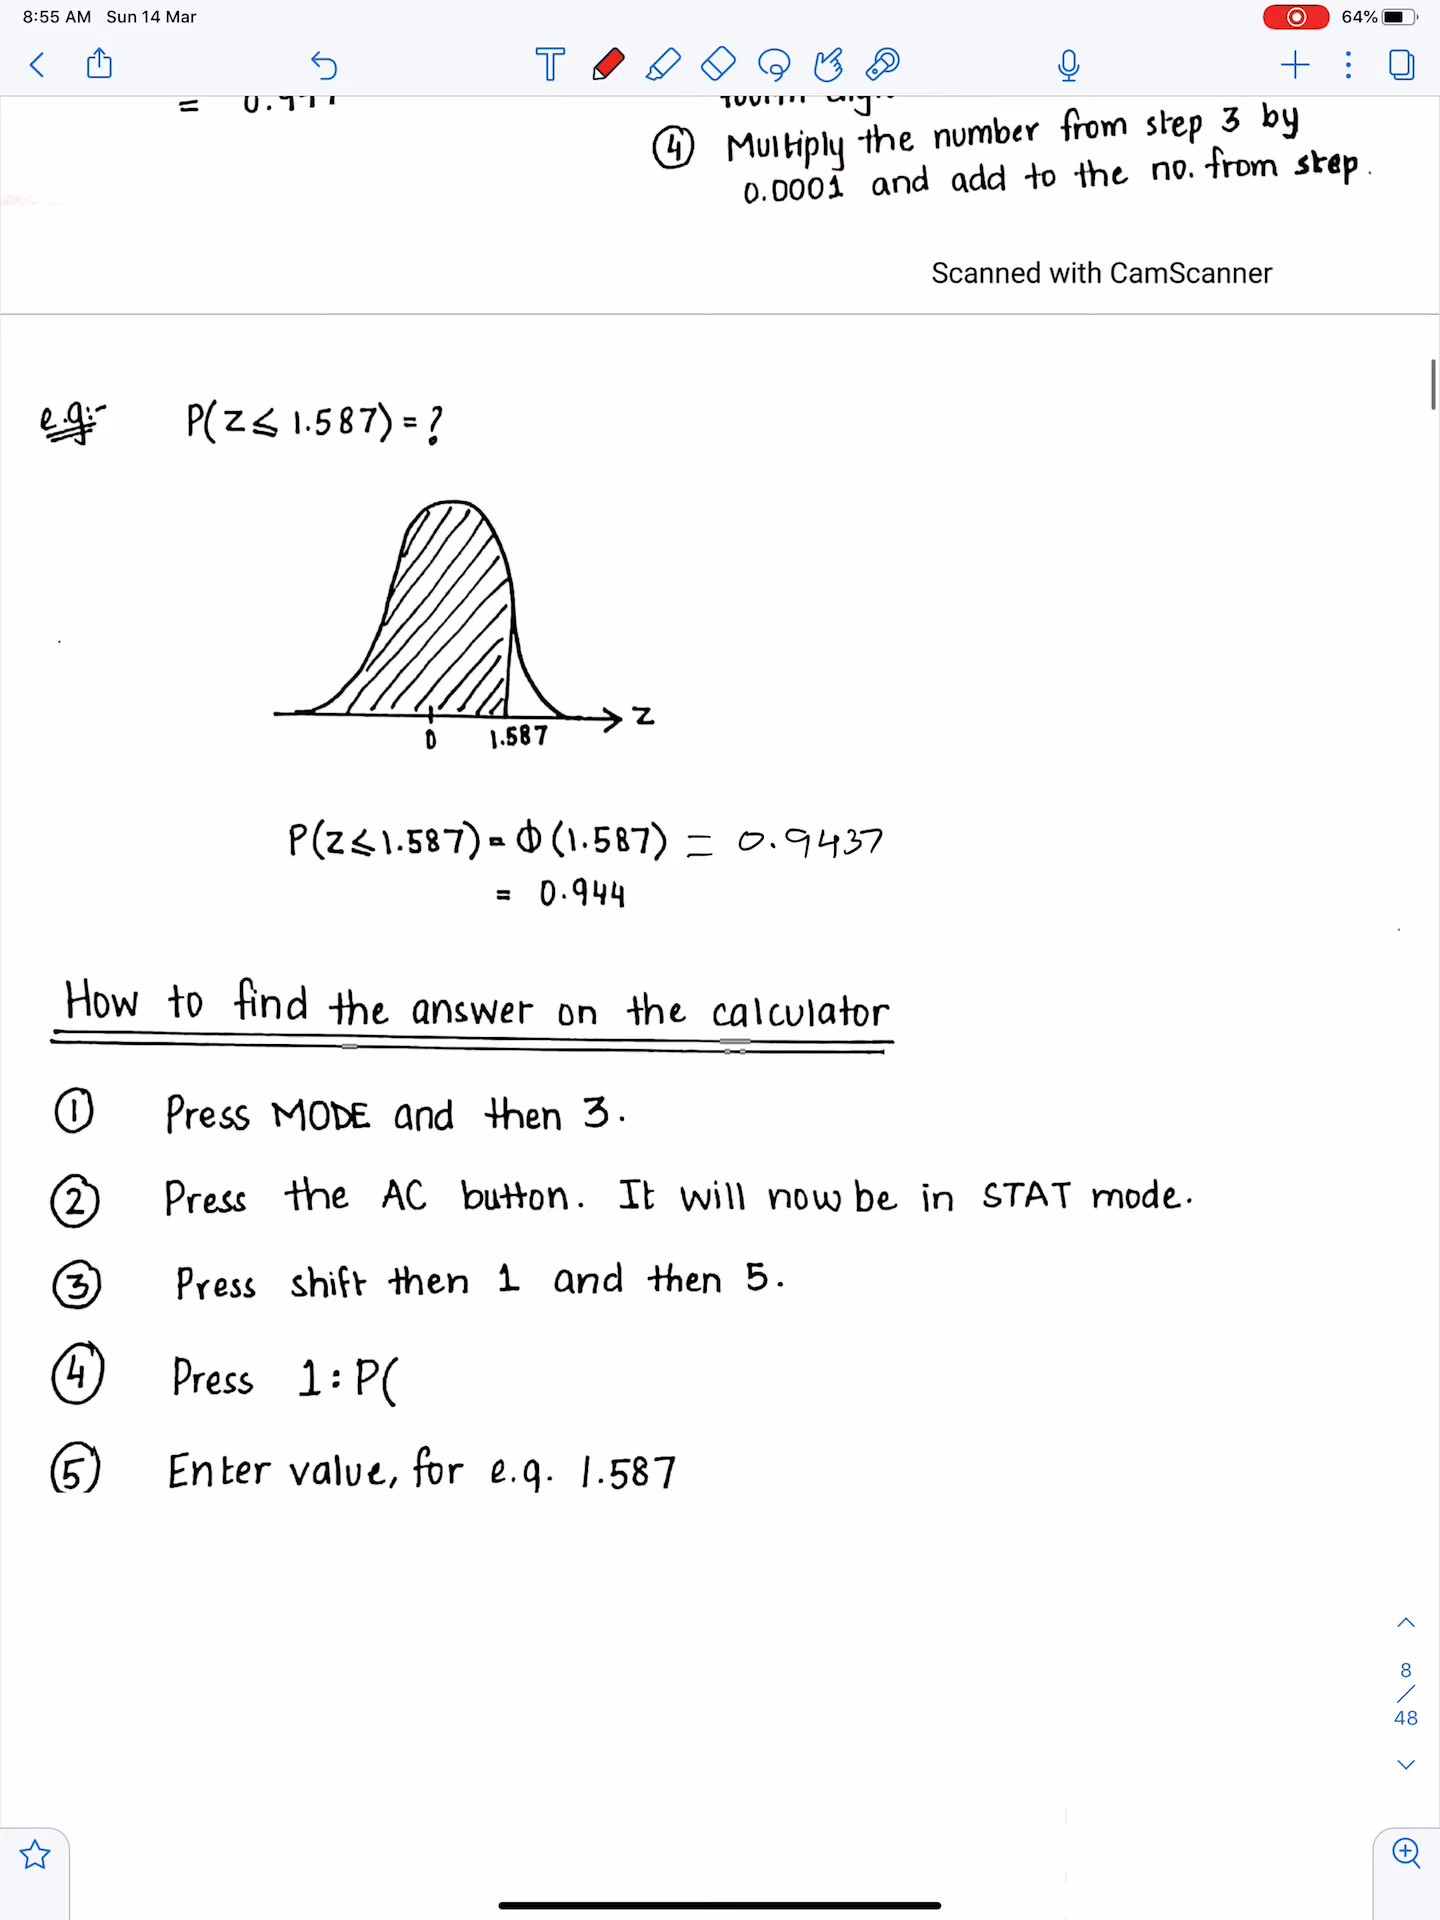 8:55 AM Sun 14 Mar
64%
④ Multiply the number from step 3 by
0.0001 and add to the no. from step.
Scanned with CamScanner
e.g:- P(Z ⩽ 1.587) = ?
0 1.587 Z
P(Z ⩽ 1.587) = Φ (1.587) = 0.9437
= 0.944
How to find the answer on the calculator
① Press MODE and then 3.
② Press the AC button. It will now be in STAT mode.
③ Press shift then 1 and then 5.
④ Press 1:P(
⑤ Enter value, for e.g. 1.587
8
/
48